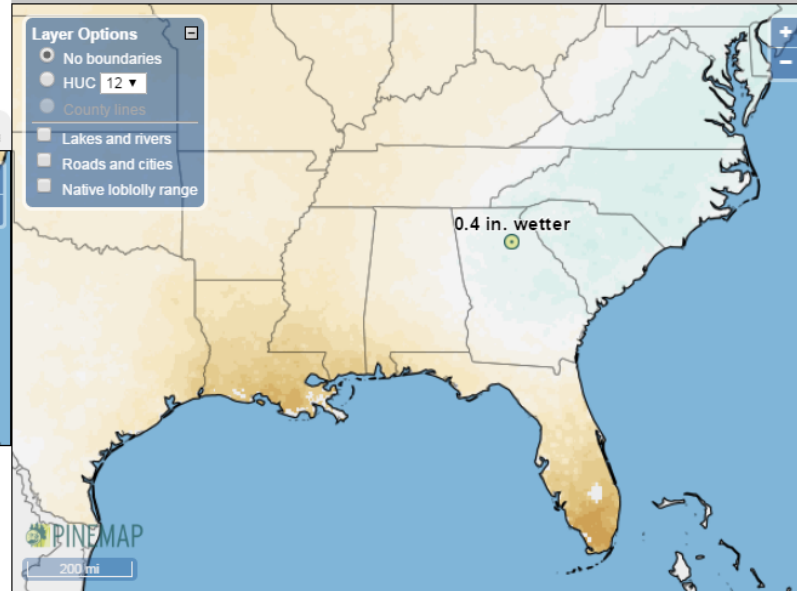 Layer Options
No boundaries
HUC 12
County lines
Lakes and rivers
Roads and cities
Native loblolly range
+
−
0.4 in. wetter
PINEMAP
200 mi